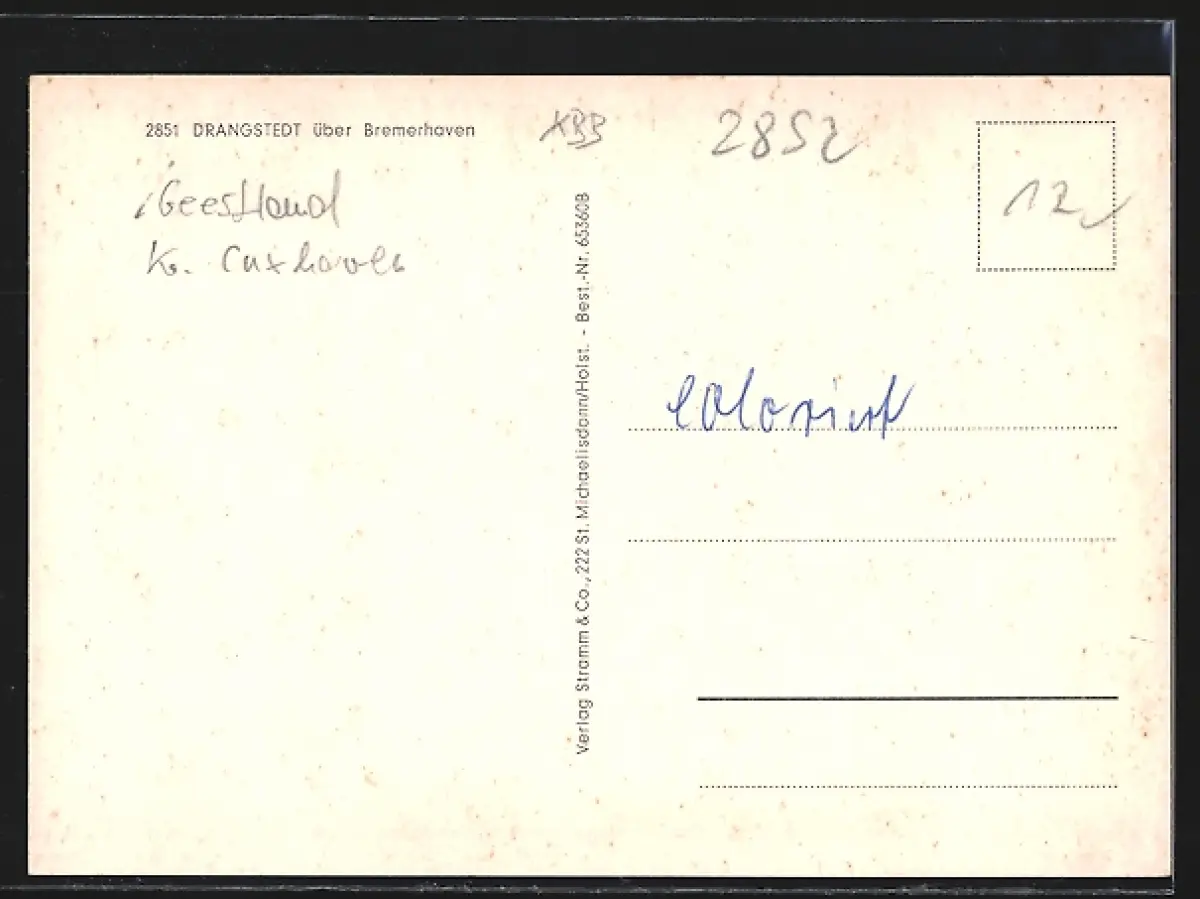 2851 DRANGSTEDT über Bremerhaven
Geestland
Kr. Cuxhaven
2852
12
Verlag Stramm & Co., 222 St. Michaelisdonn/Holst. - Best.-Nr. 65360B
coloriert